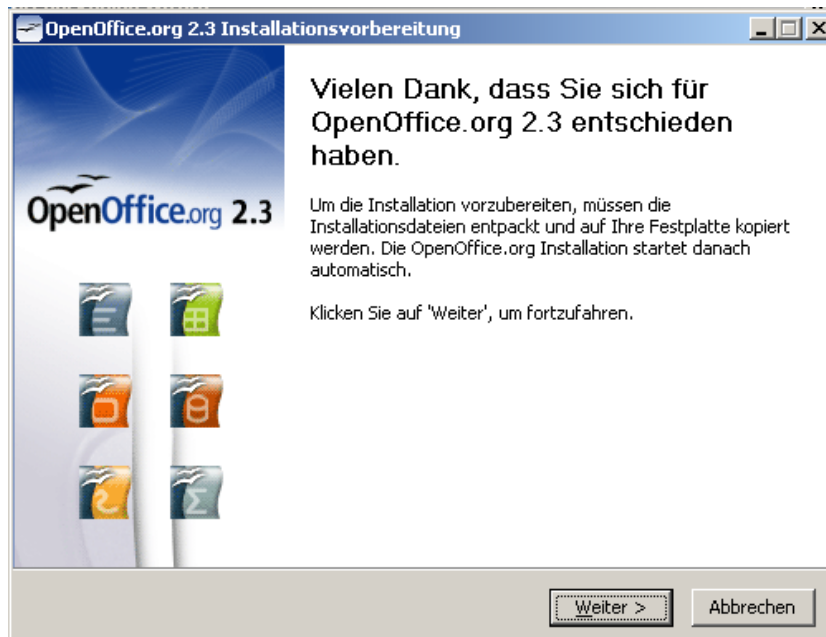 OpenOffice.org 2.3 Installationsvorbereitung
OpenOffice.org 2.3
Vielen Dank, dass Sie sich für
OpenOffice.org 2.3 entschieden
haben.
Um die Installation vorzubereiten, müssen die
Installationsdateien entpackt und auf Ihre Festplatte kopiert
werden. Die OpenOffice.org Installation startet danach
automatisch.
Klicken Sie auf 'Weiter', um fortzufahren.
Weiter >
Abbrechen